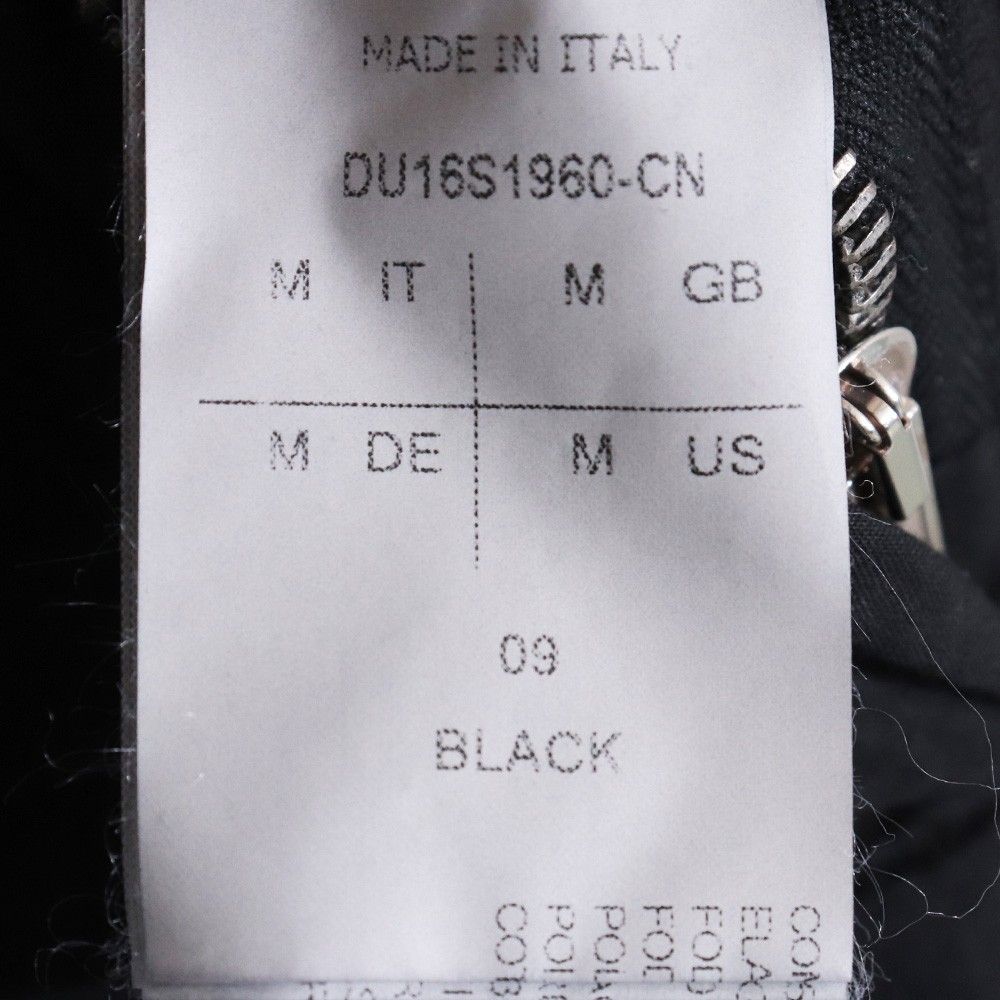 MADE IN ITALY
DU16S1960-CN
M IT M GB
M DE M US
09
BLACK